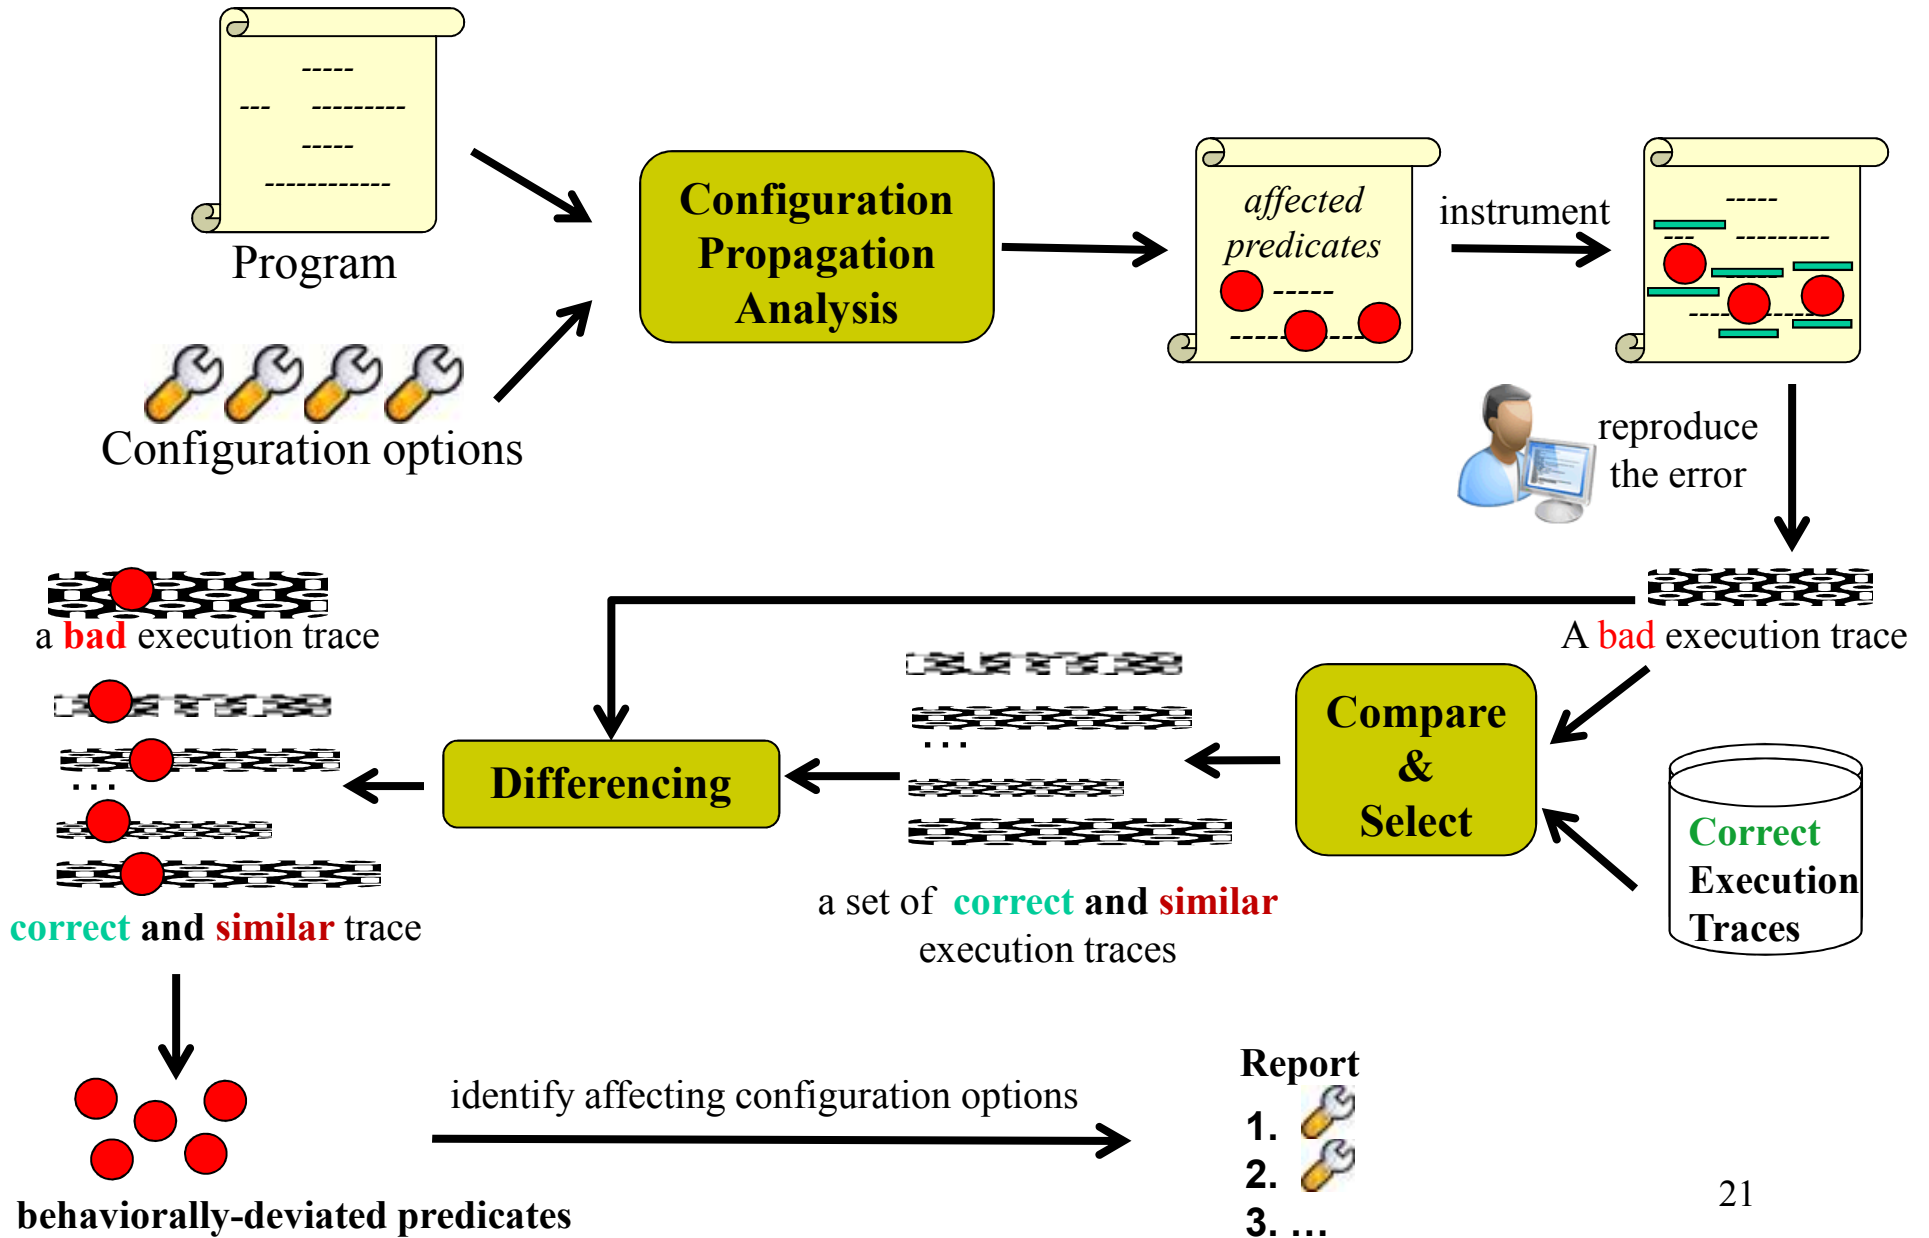 Program
Configuration options
Configuration
Propagation
Analysis
affected
predicates
instrument
reproduce
the error
A bad execution trace
Correct
Execution
Traces
Compare
&
Select
...
a set of correct and similar
execution traces
Differencing
a bad execution trace
...
correct and similar trace
behaviorally-deviated predicates
identify affecting configuration options
Report
1.
2.
3. ...
21